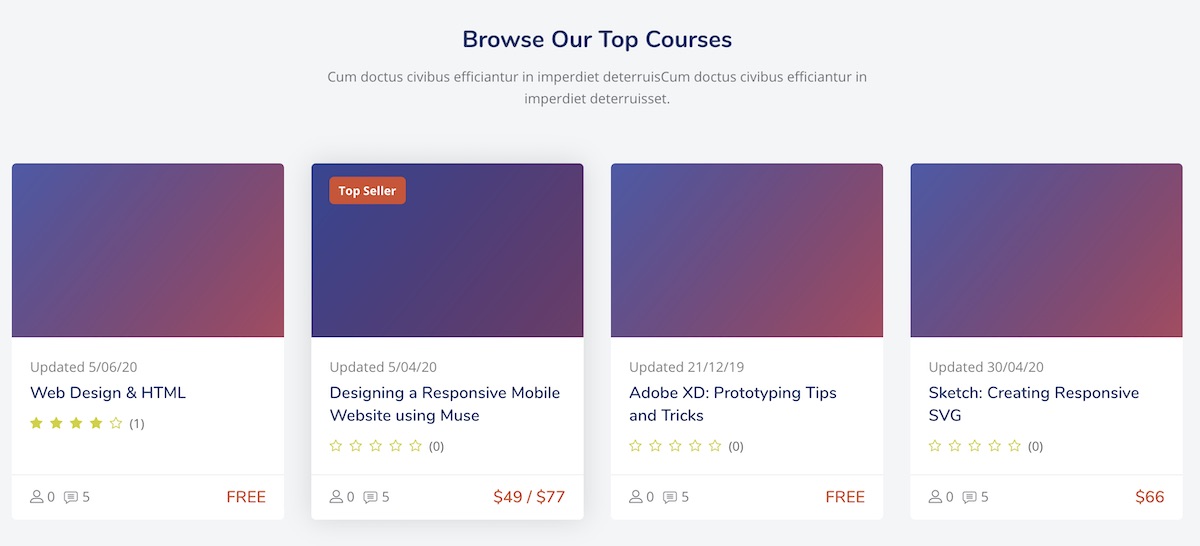 Browse Our Top Courses
Cum doctus civibus efficiantur in imperdiet deterruisCum doctus civibus efficiantur in
imperdiet deterruisset.
Updated 5/06/20
Web Design & HTML
(1)
0 5 FREE
Top Seller
Updated 5/04/20
Designing a Responsive Mobile
Website using Muse
(0)
0 5 $49 / $77
Updated 21/12/19
Adobe XD: Prototyping Tips
and Tricks
(0)
0 5 FREE
Updated 30/04/20
Sketch: Creating Responsive
SVG
(0)
0 5 $66